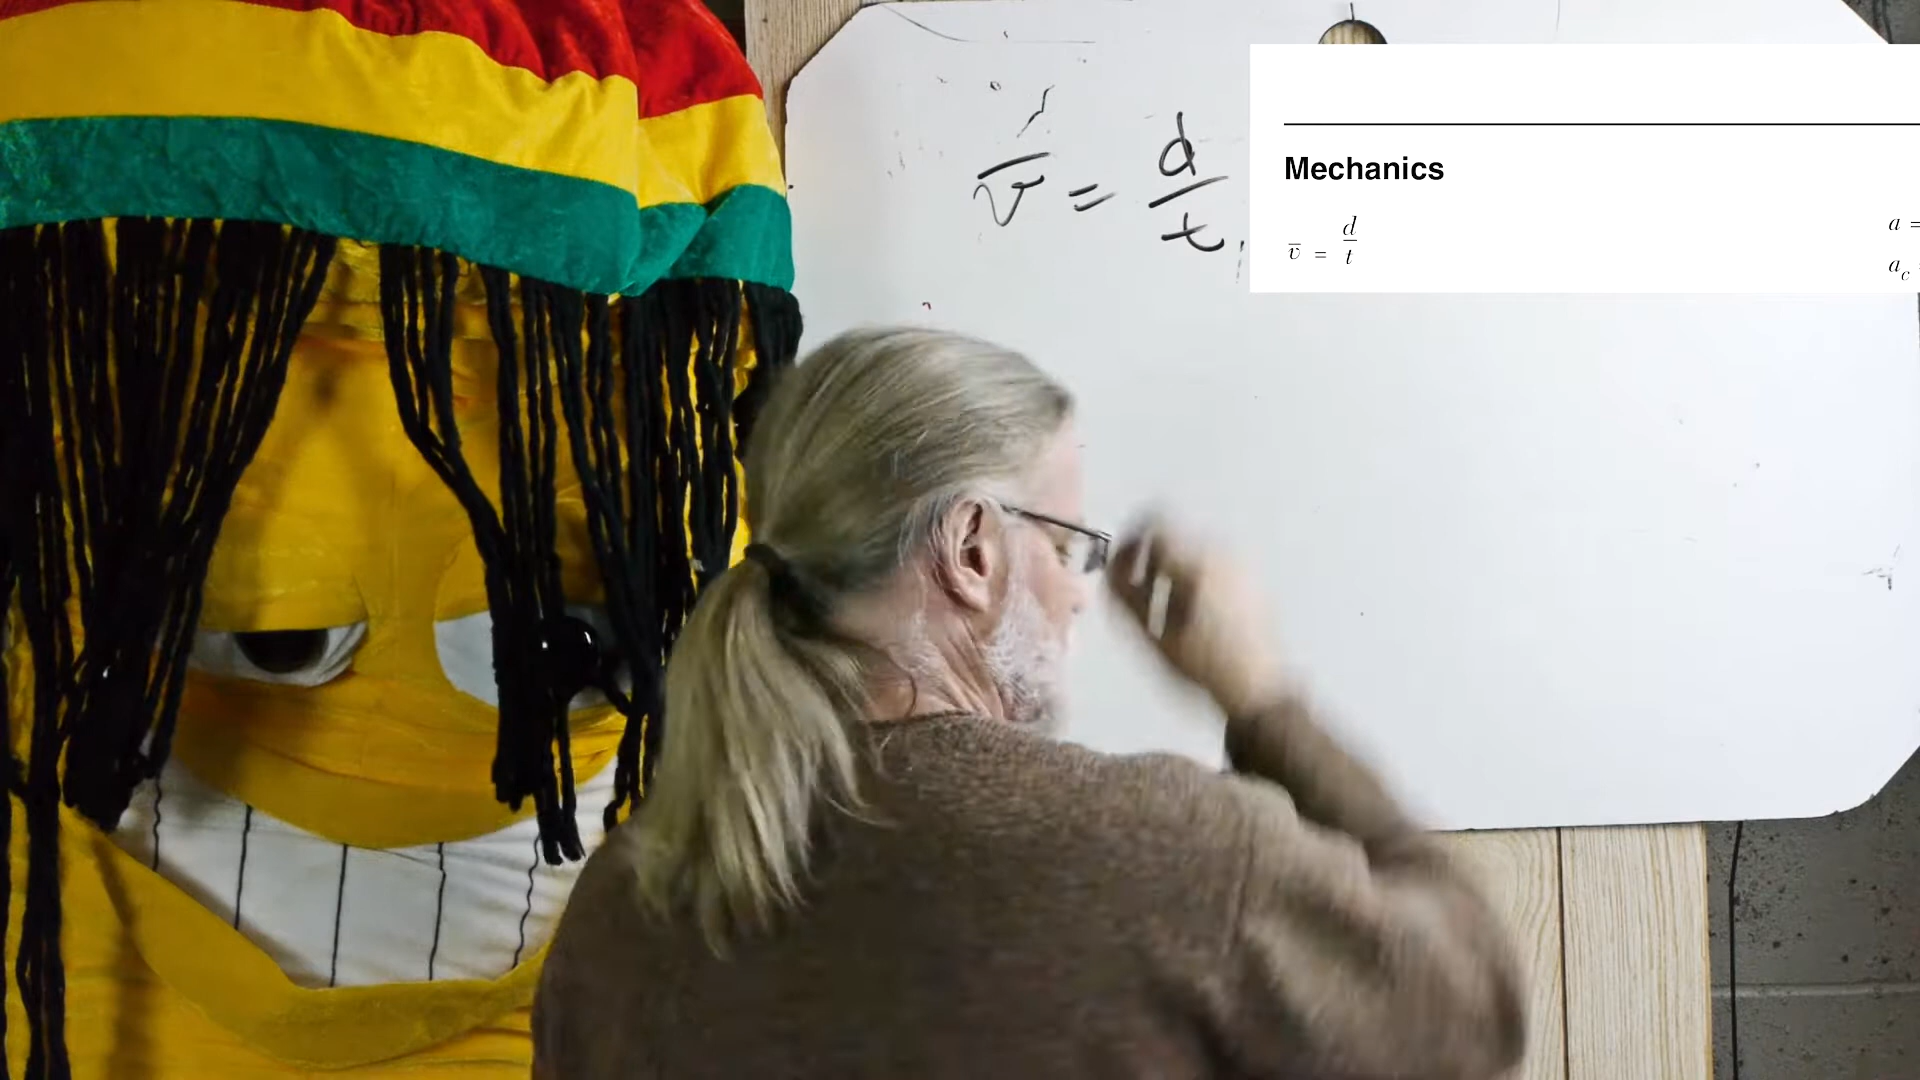 v̄ = d/t
Mechanics
v̄ = d/t
a =
a_c